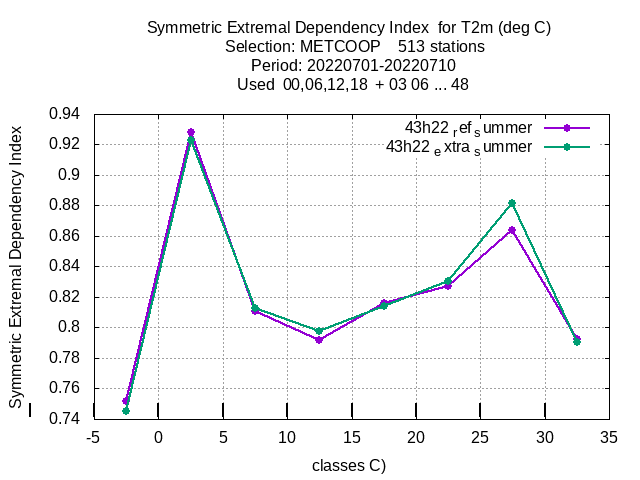 Symmetric Extremal Dependency Index for T2m (deg C)
Selection: METCOOP 513 stations
Period: 20220701-20220710
Used 00,06,12,18 + 03 06 ... 48
43h22 ref summer
43h22 extra summer
Symmetric Extremal Dependency Index
0.94
0.92
0.9
0.88
0.86
0.84
0.82
0.8
0.78
0.76
0.74
-5 0 5 10 15 20 25 30 35
classes C)